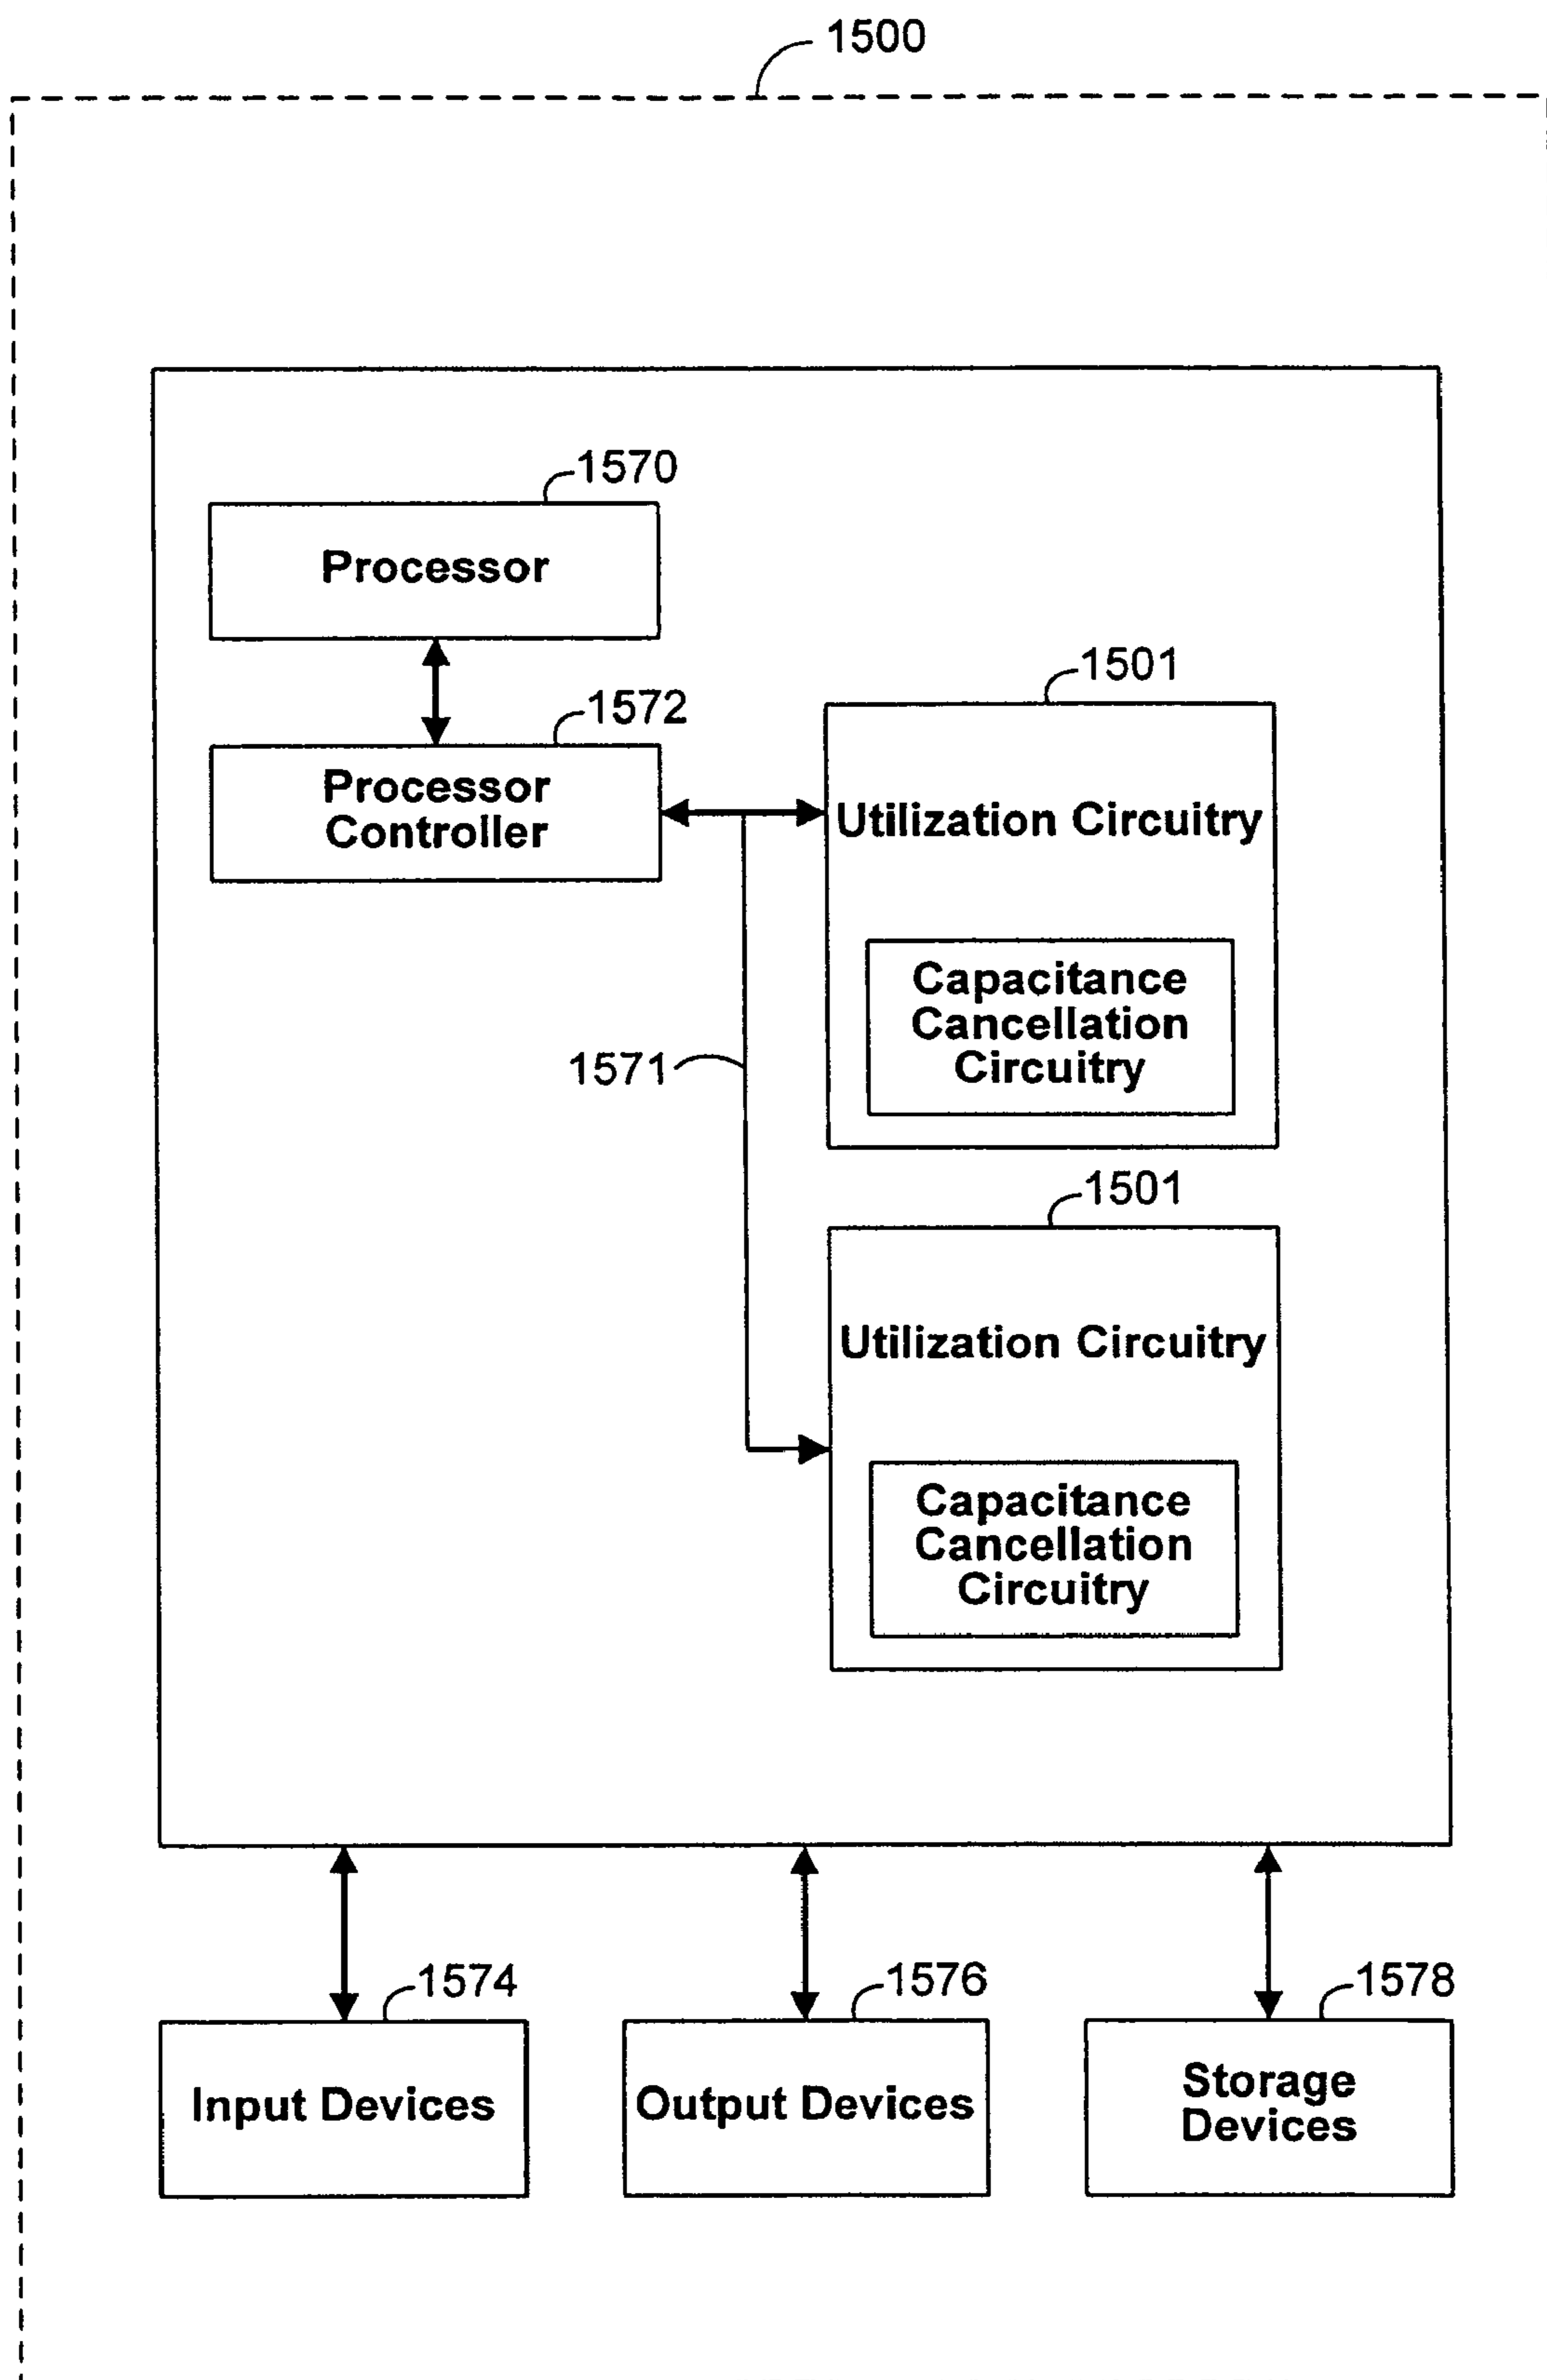 1500
1570
Processor
1572
Processor
Controller
1501
Utilization Circuitry
Capacitance
Cancellation
Circuitry
1571
1501
Utilization Circuitry
Capacitance
Cancellation
Circuitry
1574
Input Devices
1576
Output Devices
1578
Storage
Devices